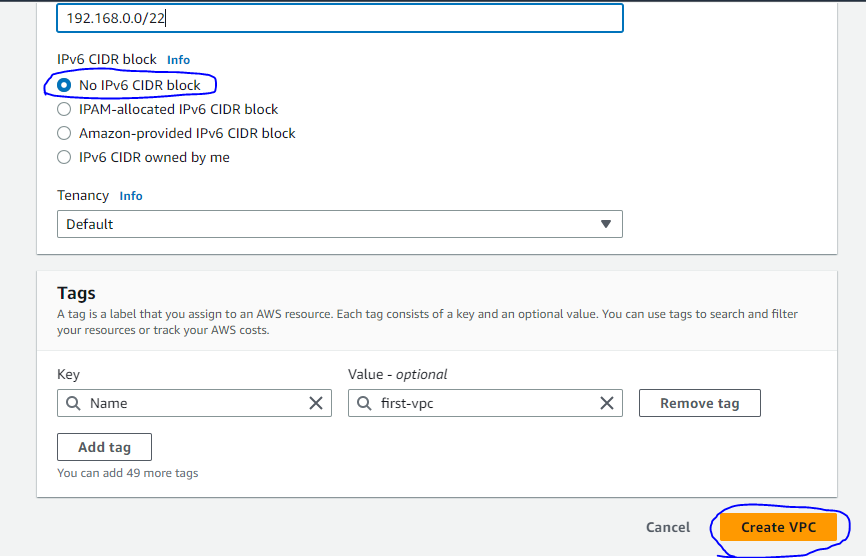 192.168.0.0/22
IPv6 CIDR block Info
No IPv6 CIDR block
IPAM-allocated IPv6 CIDR block
Amazon-provided IPv6 CIDR block
IPv6 CIDR owned by me
Tenancy Info
Default
Tags
A tag is a label that you assign to an AWS resource. Each tag consists of a key and an optional value. You can use tags to search and filter
your resources or track your AWS costs.
Key Value - optional
Name first-vpc Remove tag
Add tag
You can add 49 more tags
Cancel Create VPC